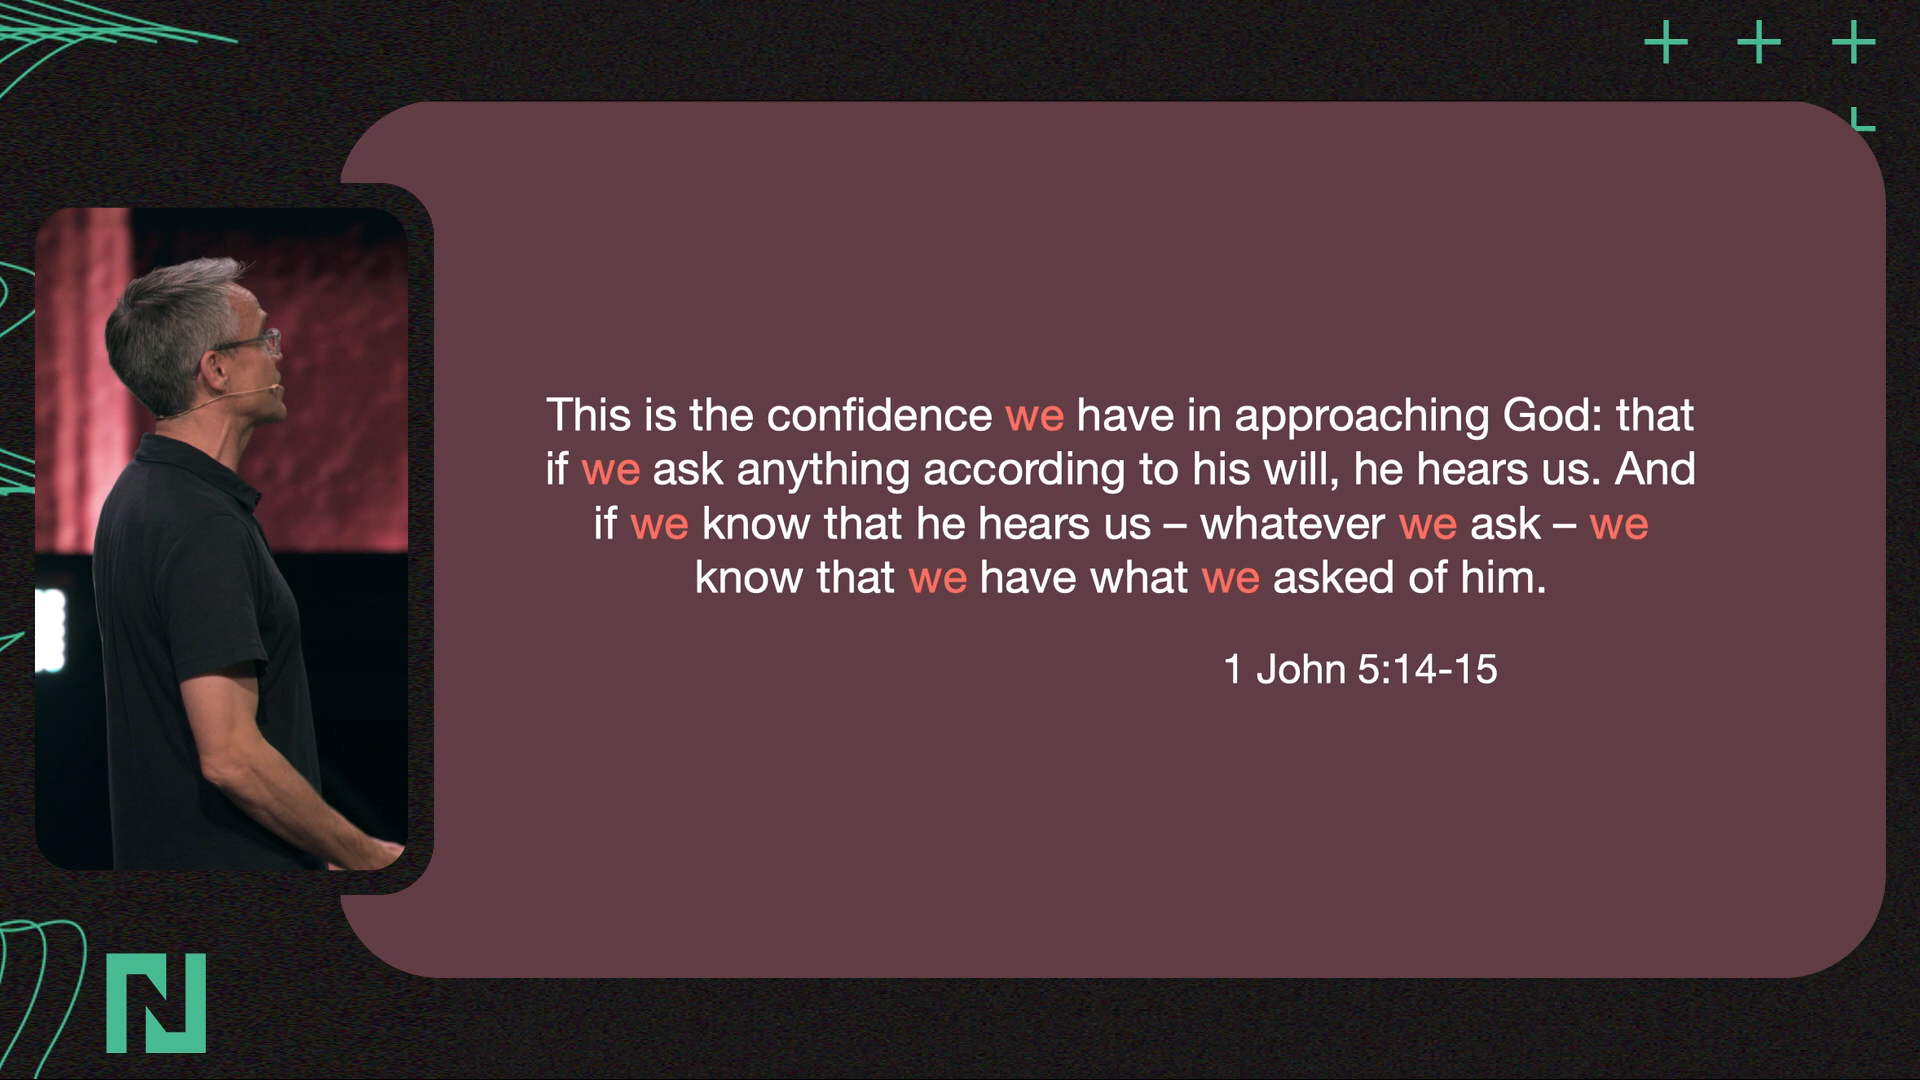 This is the confidence we have in approaching God: that
if we ask anything according to his will, he hears us. And
if we know that he hears us – whatever we ask – we
know that we have what we asked of him.
1 John 5:14-15
N